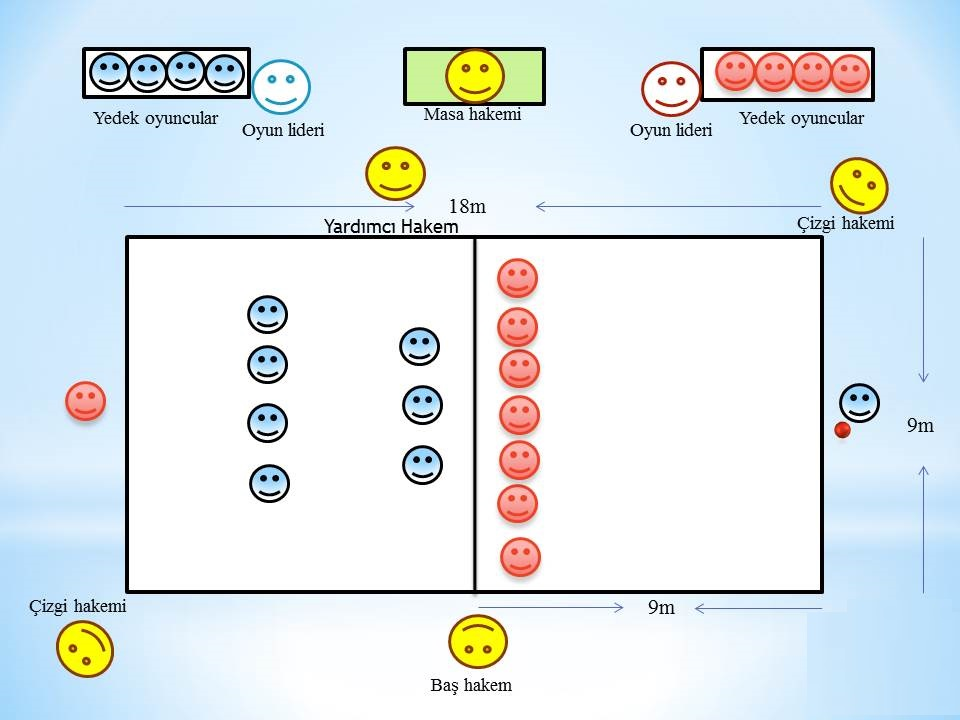 Yedek oyuncular
Oyun lideri
Masa hakemi
Oyun lideri
Yedek oyuncular
18m
Yardımcı Hakem
Çizgi hakemi
9m
Çizgi hakemi
9m
Baş hakem